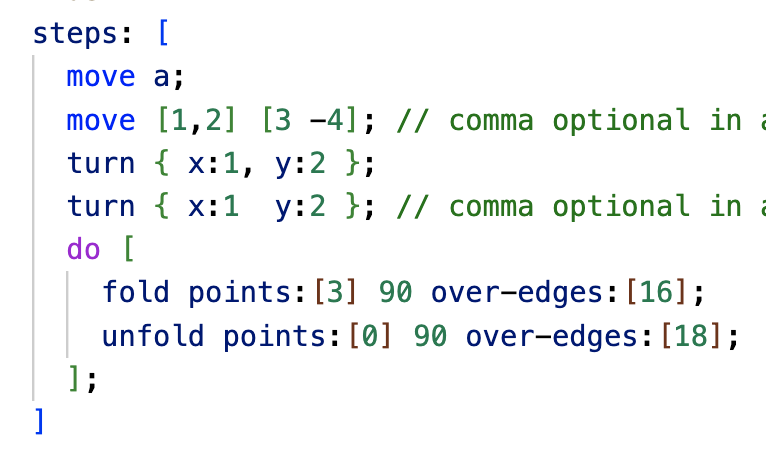 steps: [
move a;
move [1,2] [3 -4]; // comma optional in
turn { x:1, y:2 };
turn { x:1  y:2 }; // comma optional in
do [
fold points:[3] 90 over-edges:[16];
unfold points:[0] 90 over-edges:[18];
];
]